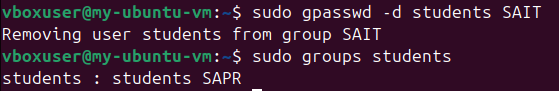 vboxuser@my-ubuntu-vm:~$ sudo gpasswd -d students SAIT
Removing user students from group SAIT
vboxuser@my-ubuntu-vm:~$ sudo groups students
students : students SAPR